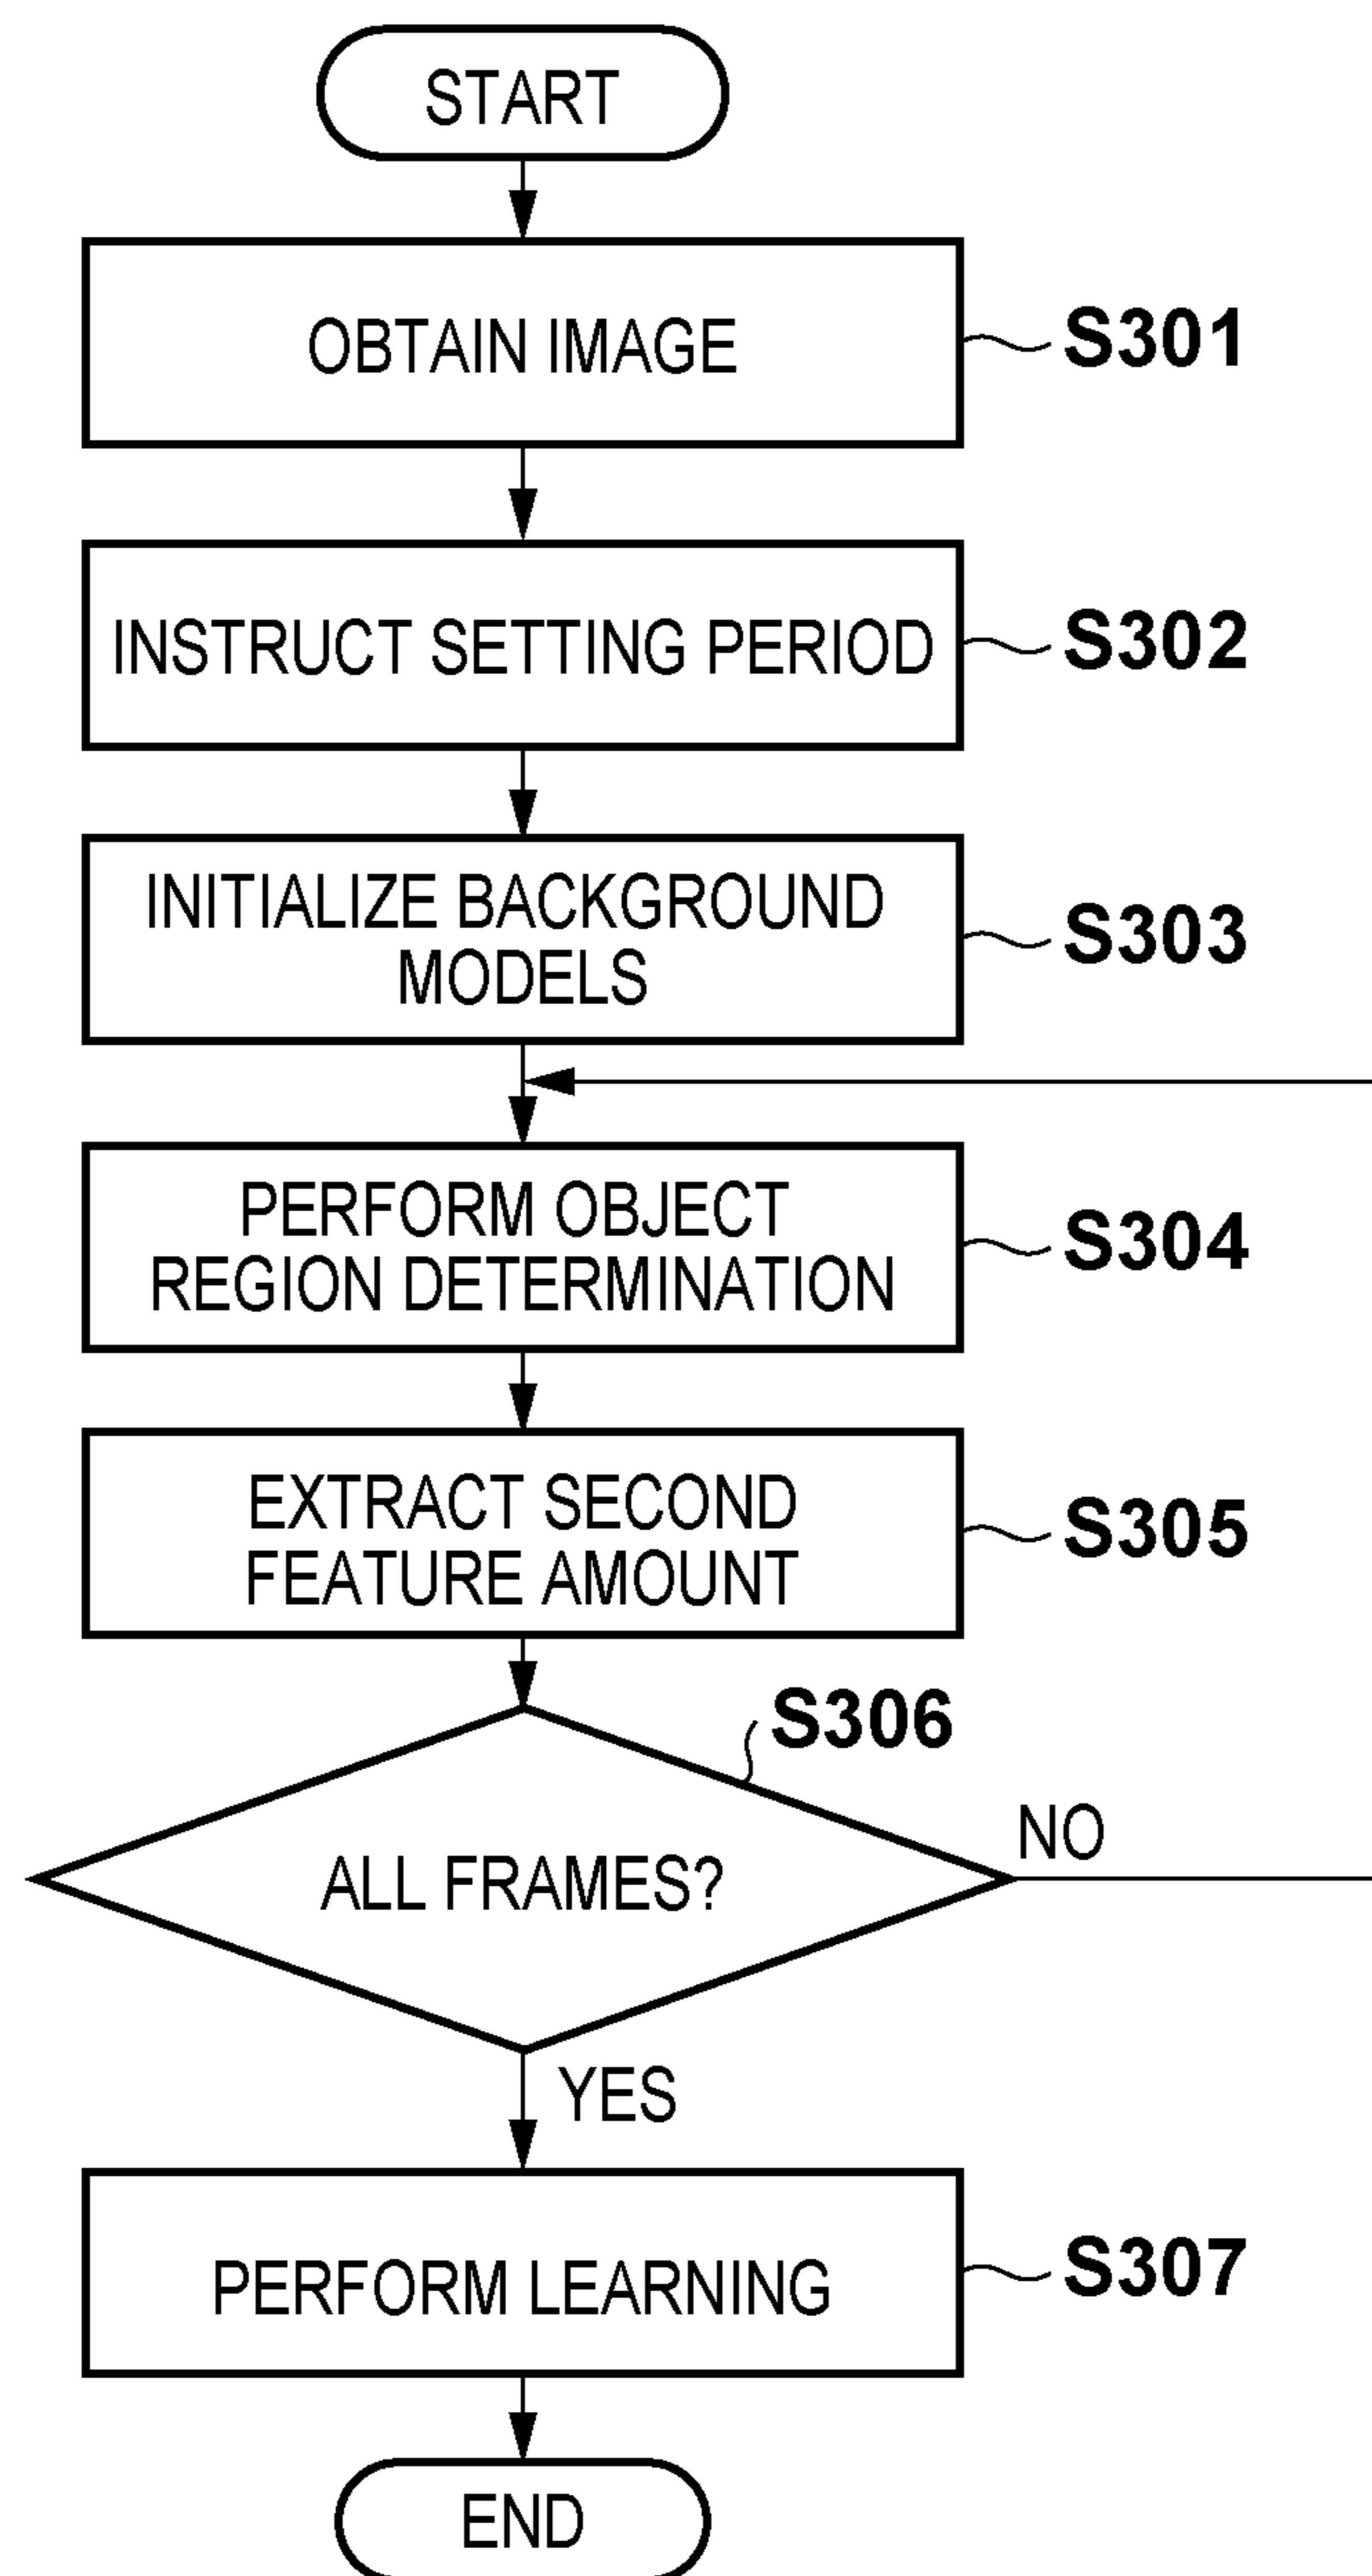 START
OBTAIN IMAGE
S301
INSTRUCT SETTING PERIOD
S302
INITIALIZE BACKGROUND
MODELS
S303
PERFORM OBJECT
REGION DETERMINATION
S304
EXTRACT SECOND
FEATURE AMOUNT
S305
S306
ALL FRAMES?
NO
YES
PERFORM LEARNING
S307
END